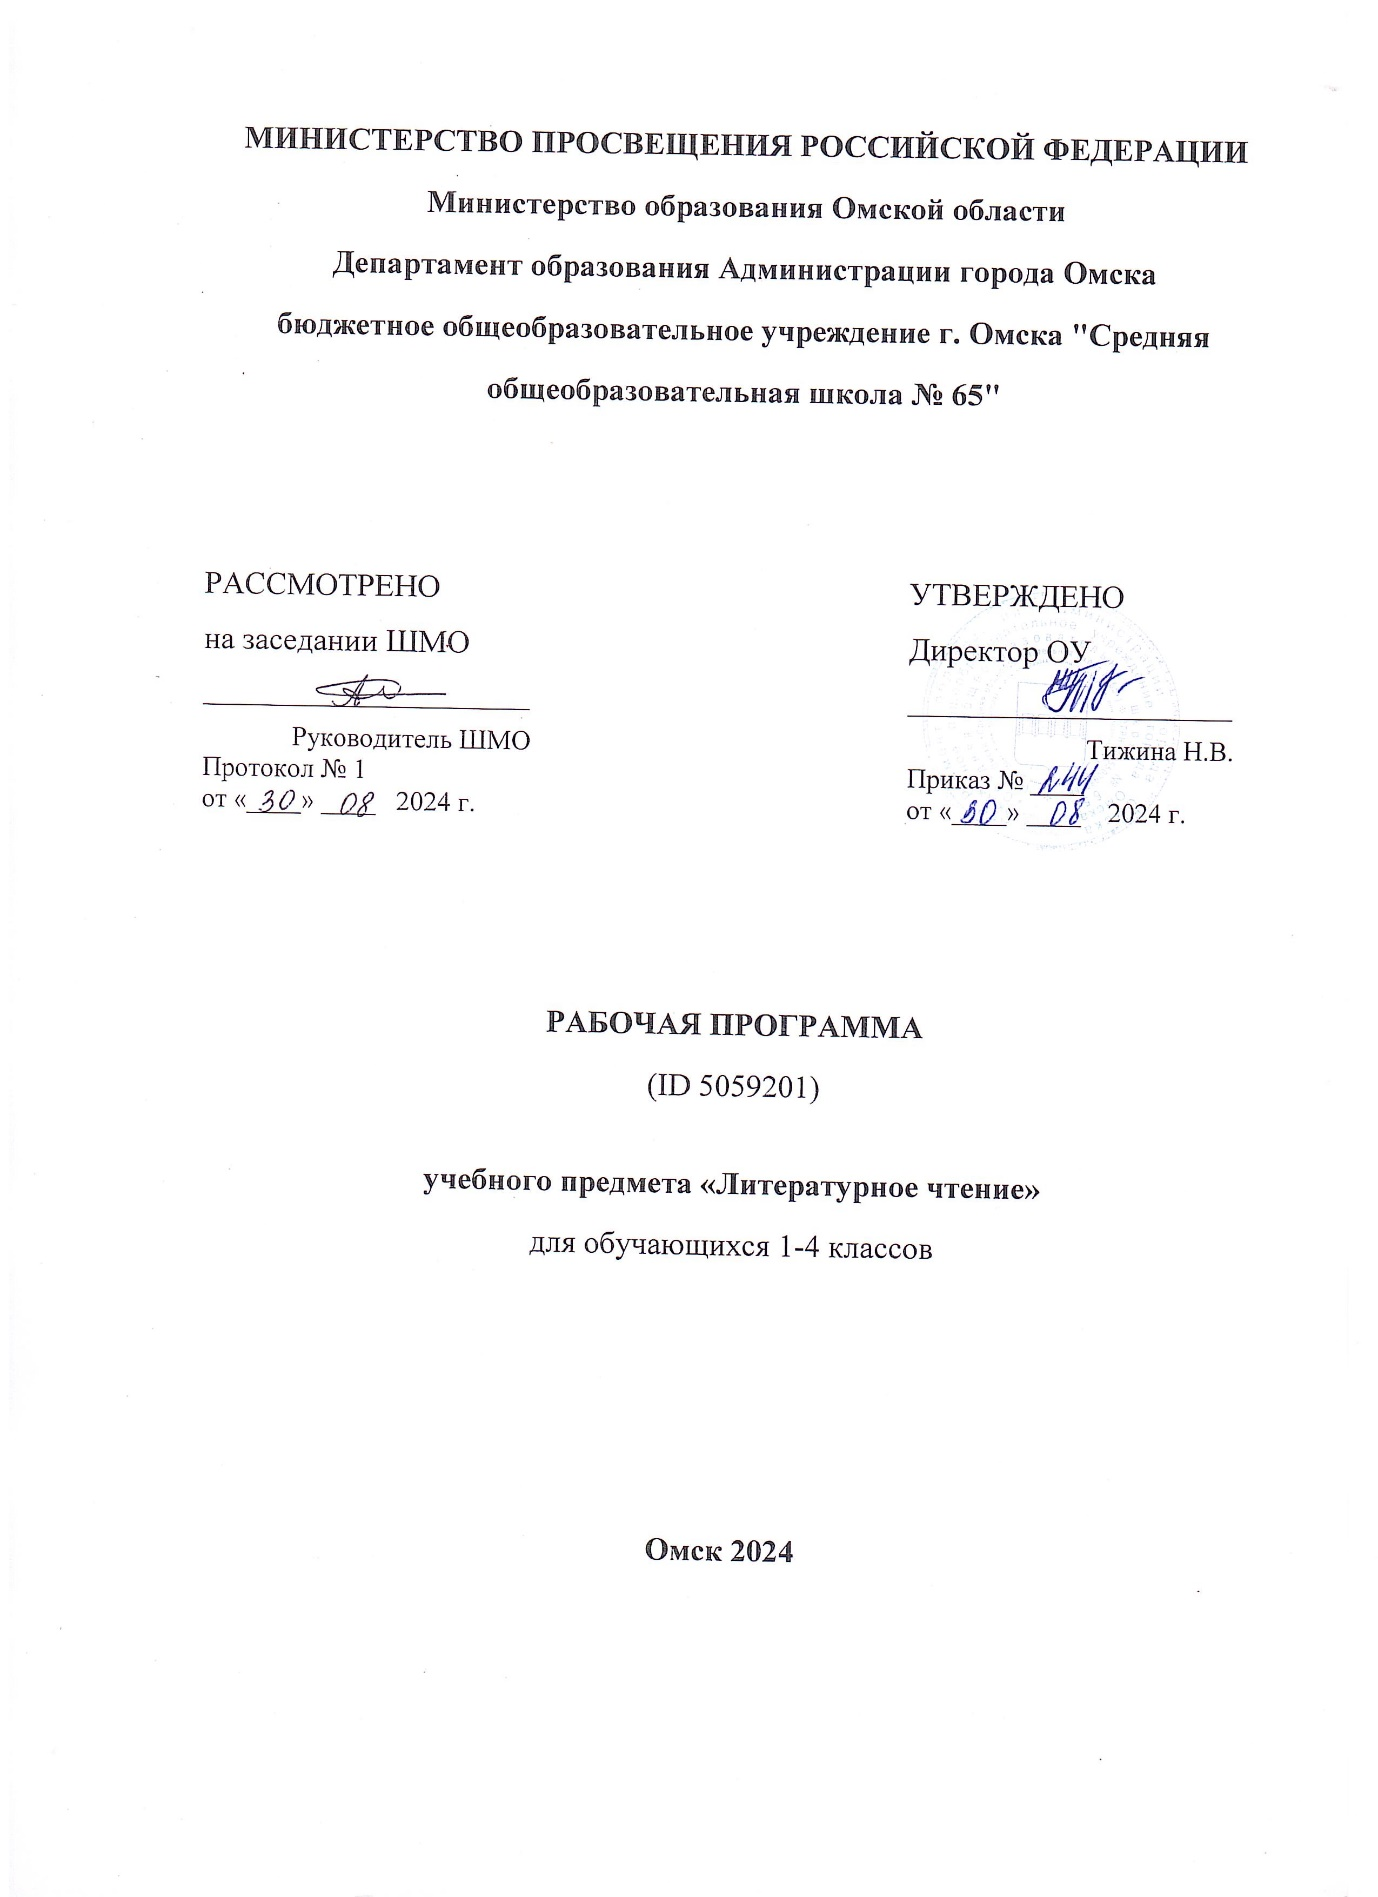 МИНИСТЕРСТВО ПРОСВЕЩЕНИЯ РОССИЙСКОЙ ФЕДЕРАЦИИ
Министерство образования Омской области
Департамент образования Администрации города Омска
бюджетное общеобразовательное учреждение г. Омска "Средняя
общеобразовательная школа № 65"
РАССМОТРЕНО
на заседании ШМО
Руководитель ШМО
Протокол № 1
от «30» 08 2024 г.
УТВЕРЖДЕНО
Директор ОУ
Тижина Н.В.
Приказ № 244
от «30» 08 2024 г.
РАБОЧАЯ ПРОГРАММА
(ID 5059201)
учебного предмета «Литературное чтение»
для обучающихся 1-4 классов
Омск 2024